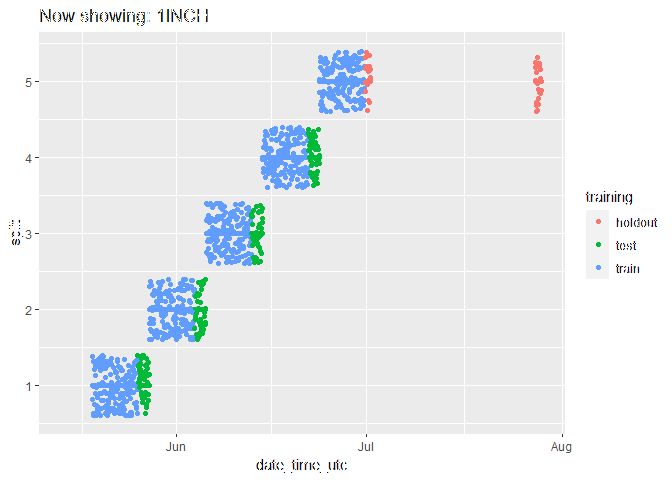 Now showing: 1INCH
5
4
3
2
1
split
Jun
Jul
Aug
date_time_utc
training
holdout
test
train